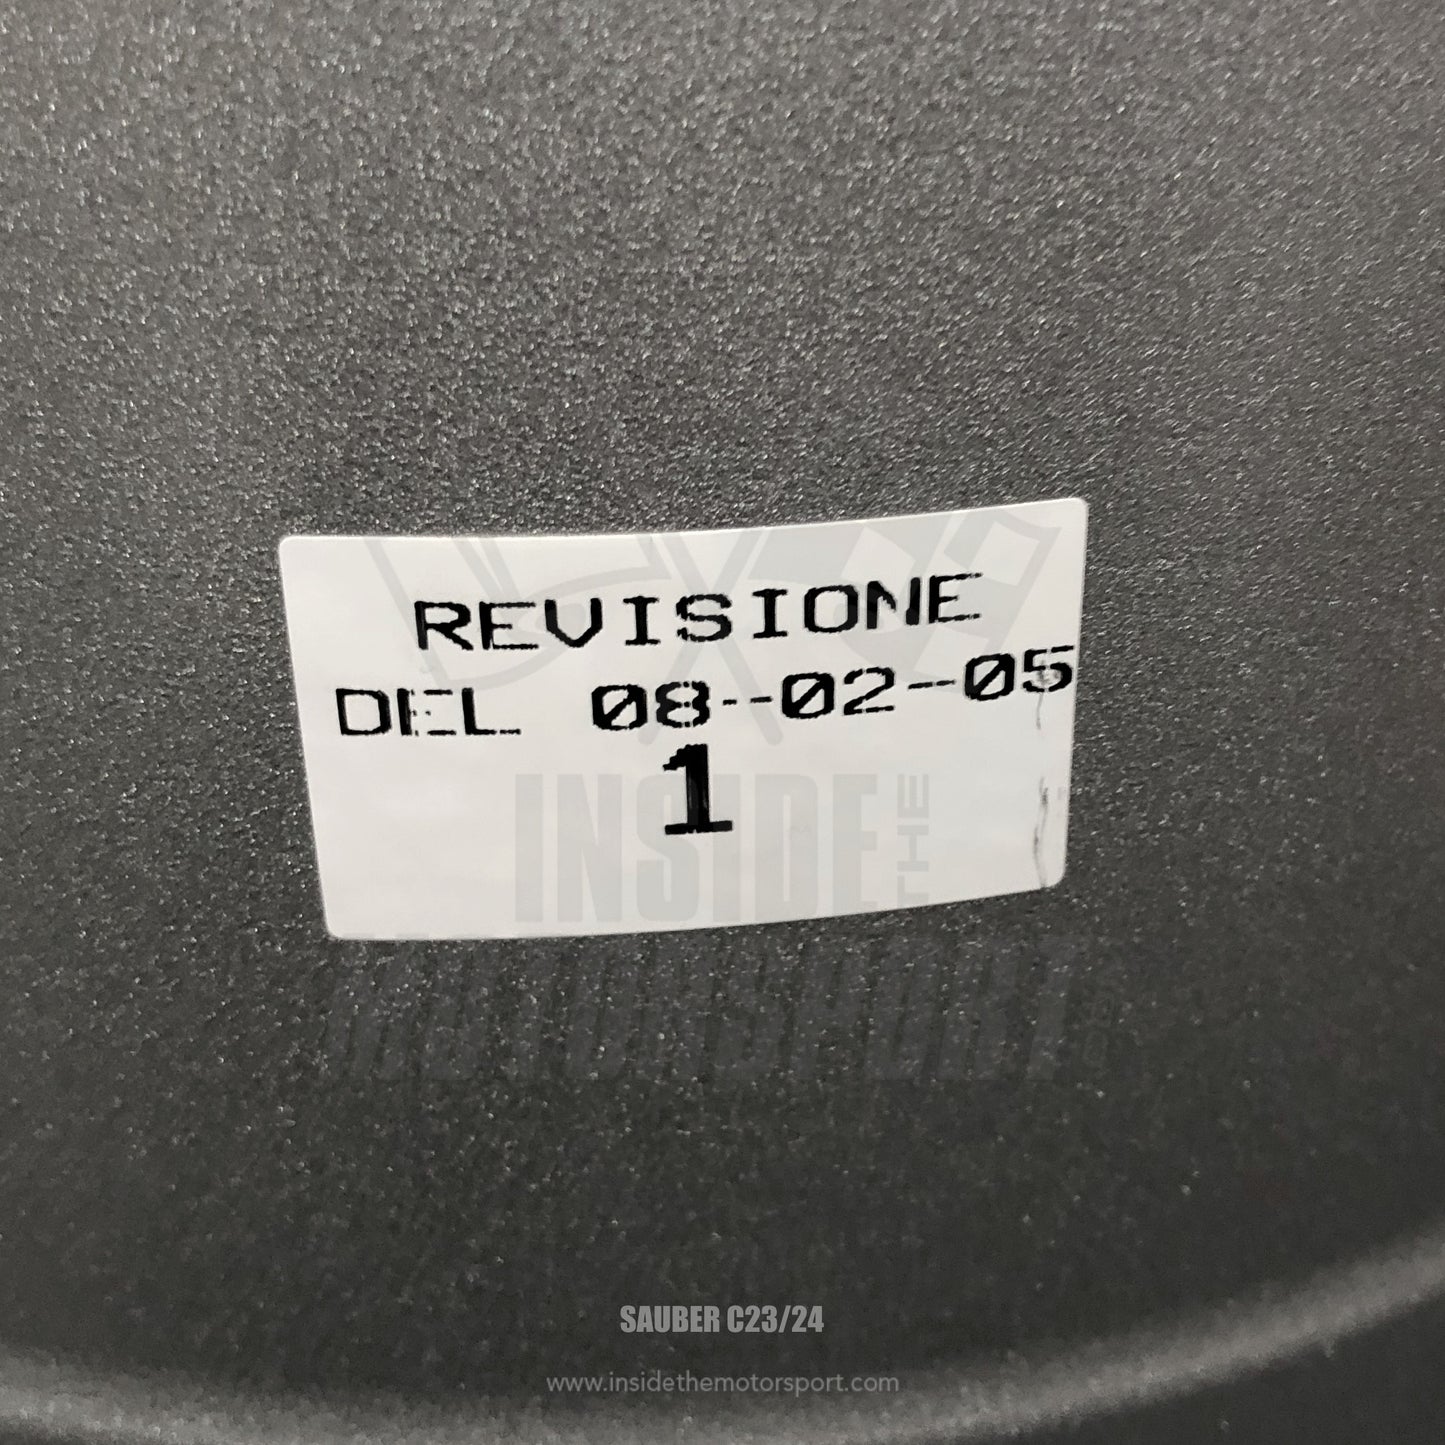 REVISIONE
DEL 08-02-05
1
INSIDE THE
MOTORSPORT
SAUBER C23/24
www.insidethemotorsport.com